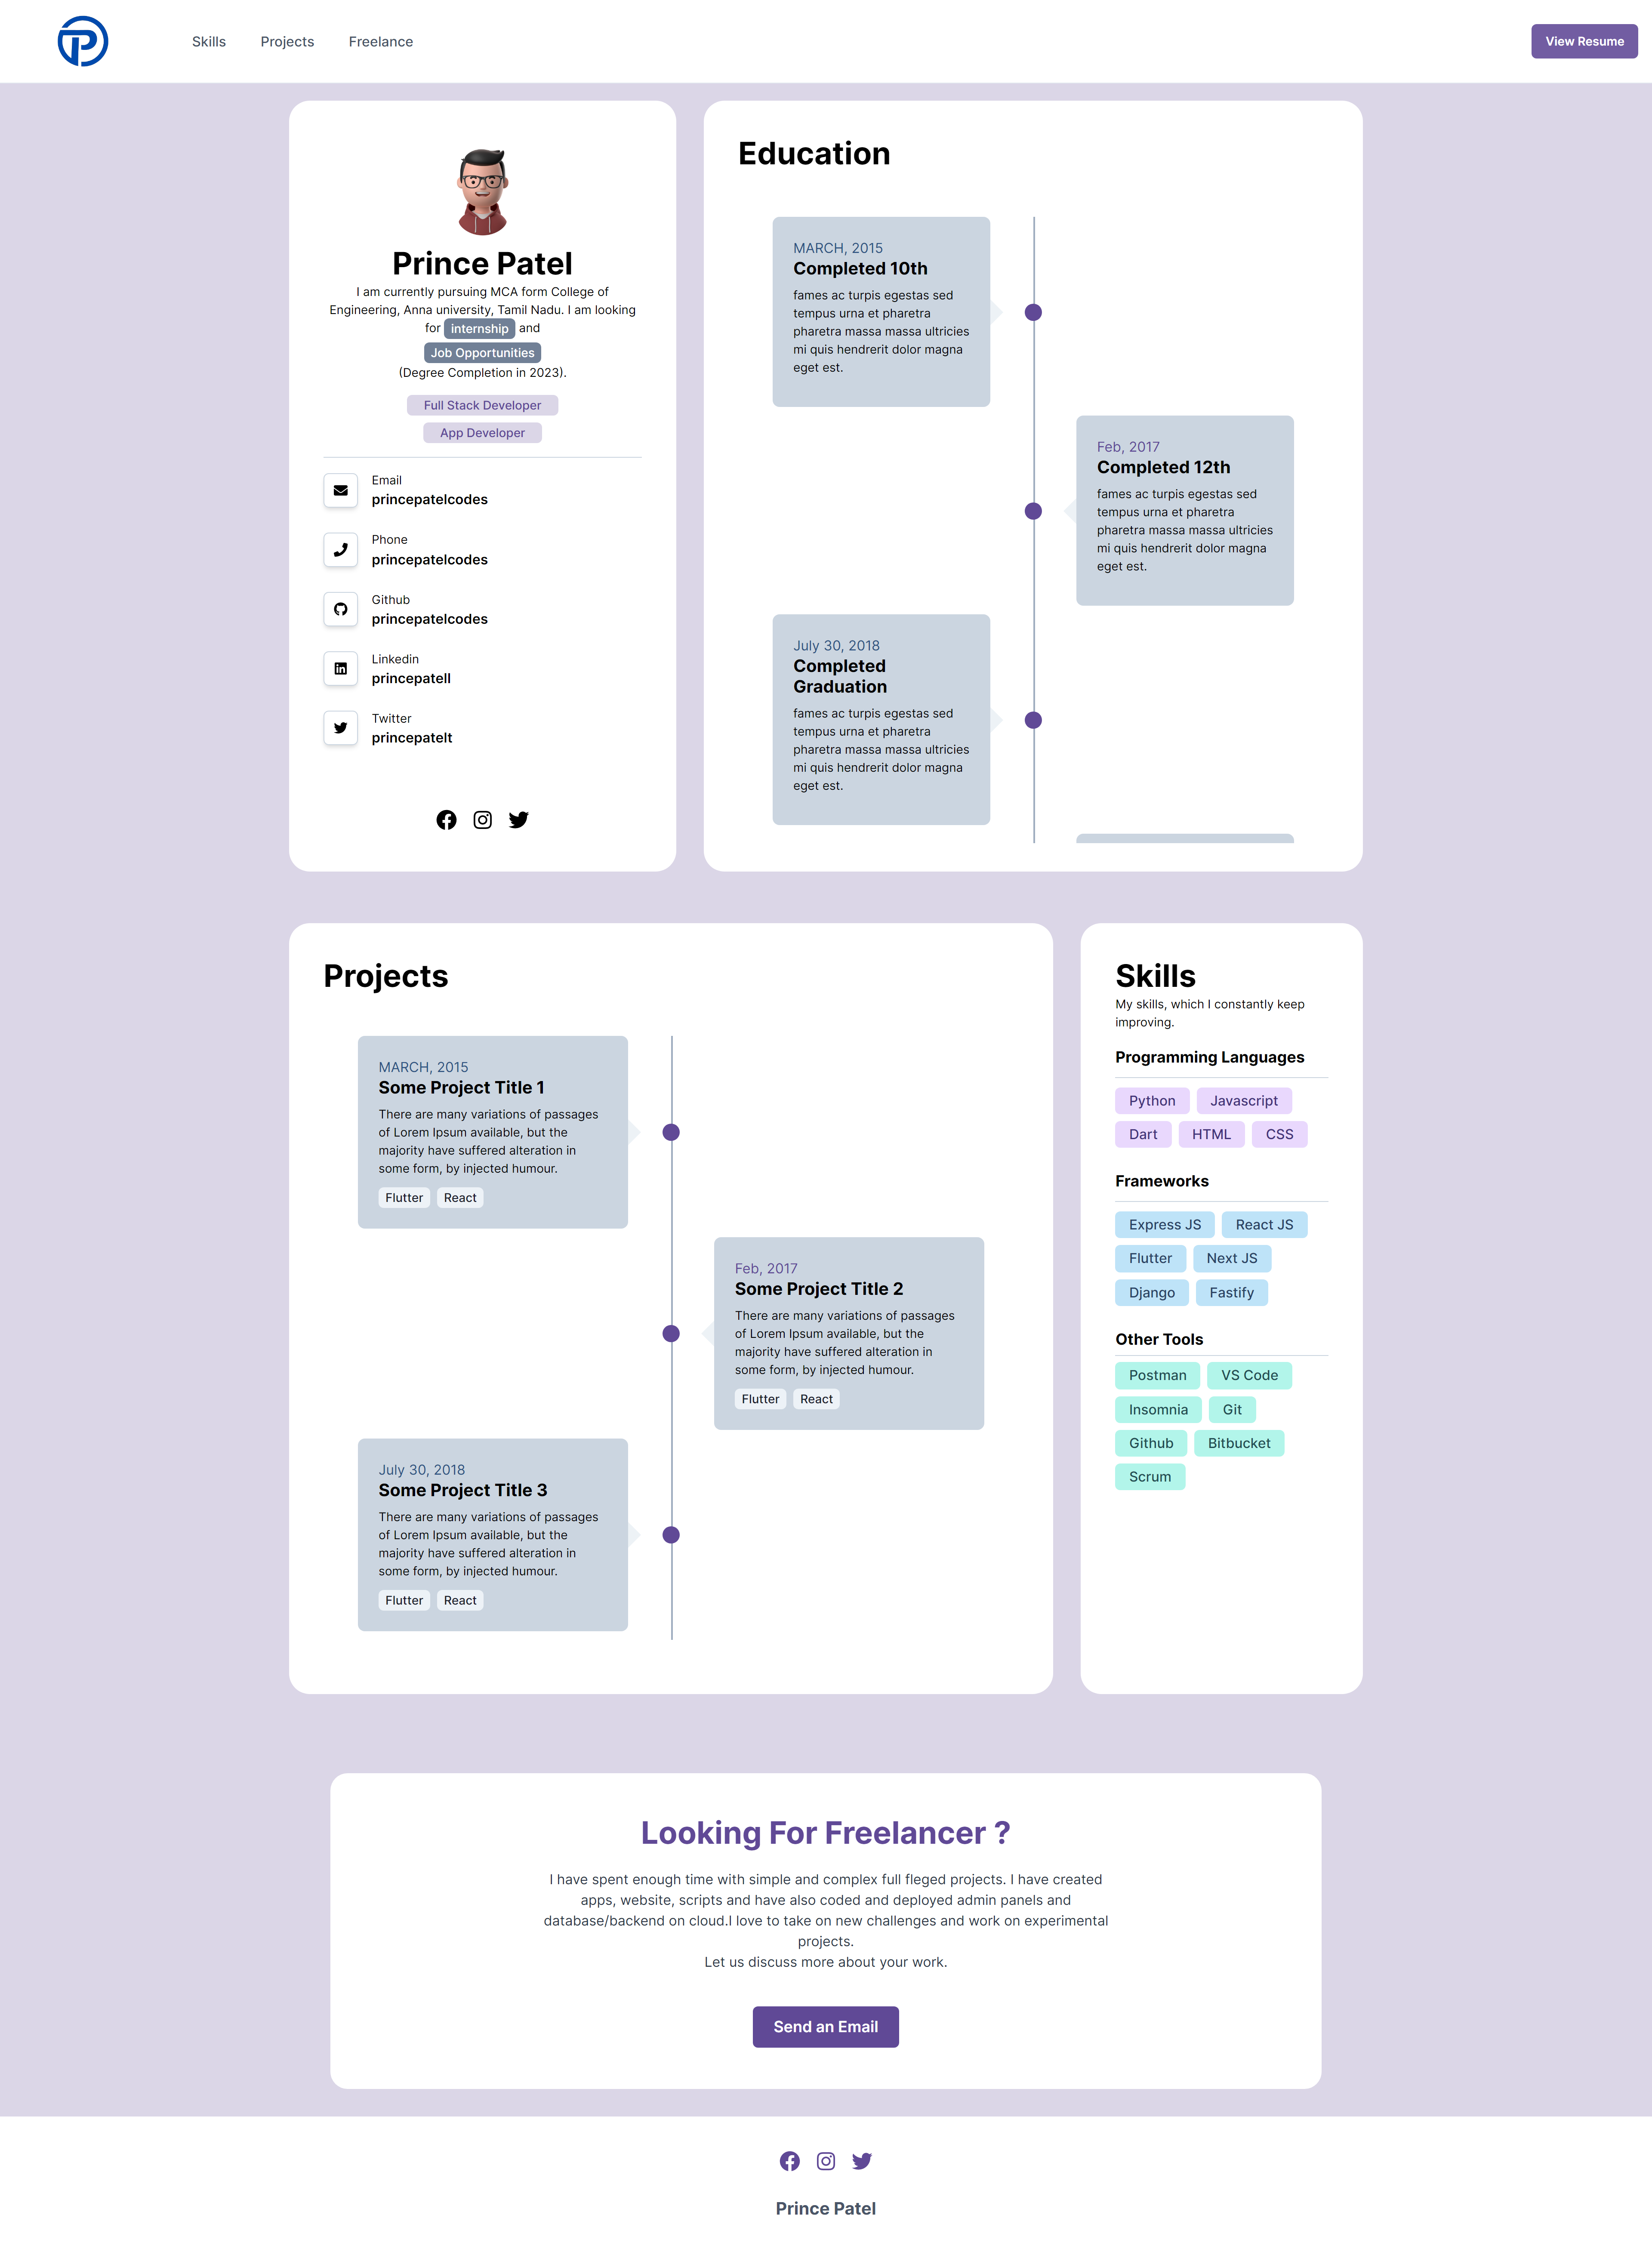 Skills
Projects
Freelance
View Resume
Prince Patel
I am currently pursuing MCA form College of
Engineering, Anna university, Tamil Nadu. I am looking
for internship and
Job Opportunities
(Degree Completion in 2023).
Full Stack Developer
App Developer
Email
princepatelcodes
Phone
princepatelcodes
Github
princepatelcodes
Linkedin
princepatell
Twitter
princepatelt
Education
MARCH, 2015
Completed 10th
fames ac turpis egestas sed
tempus urna et pharetra
pharetra massa massa ultricies
mi quis hendrerit dolor magna
eget est.
Feb, 2017
Completed 12th
fames ac turpis egestas sed
tempus urna et pharetra
pharetra massa massa ultricies
mi quis hendrerit dolor magna
eget est.
July 30, 2018
Completed
Graduation
fames ac turpis egestas sed
tempus urna et pharetra
pharetra massa massa ultricies
mi quis hendrerit dolor magna
eget est.
Projects
MARCH, 2015
Some Project Title 1
There are many variations of passages
of Lorem Ipsum available, but the
majority have suffered alteration in
some form, by injected humour.
Flutter React
Feb, 2017
Some Project Title 2
There are many variations of passages
of Lorem Ipsum available, but the
majority have suffered alteration in
some form, by injected humour.
Flutter React
July 30, 2018
Some Project Title 3
There are many variations of passages
of Lorem Ipsum available, but the
majority have suffered alteration in
some form, by injected humour.
Flutter React
Skills
My skills, which I constantly keep
improving.
Programming Languages
Python Javascript
Dart HTML CSS
Frameworks
Express JS React JS
Flutter Next JS
Django Fastify
Other Tools
Postman VS Code
Insomnia Git
Github Bitbucket
Scrum
Looking For Freelancer ?
I have spent enough time with simple and complex full fleged projects. I have created
apps, website, scripts and have also coded and deployed admin panels and
database/backend on cloud.I love to take on new challenges and work on experimental
projects.
Let us discuss more about your work.
Send an Email
Prince Patel